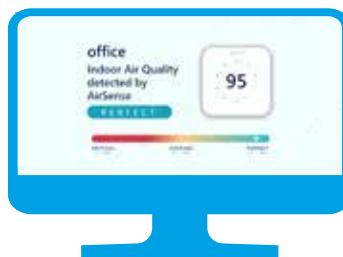 office
Indoor Air Quality
95
detected by
AirSense
PERFECT